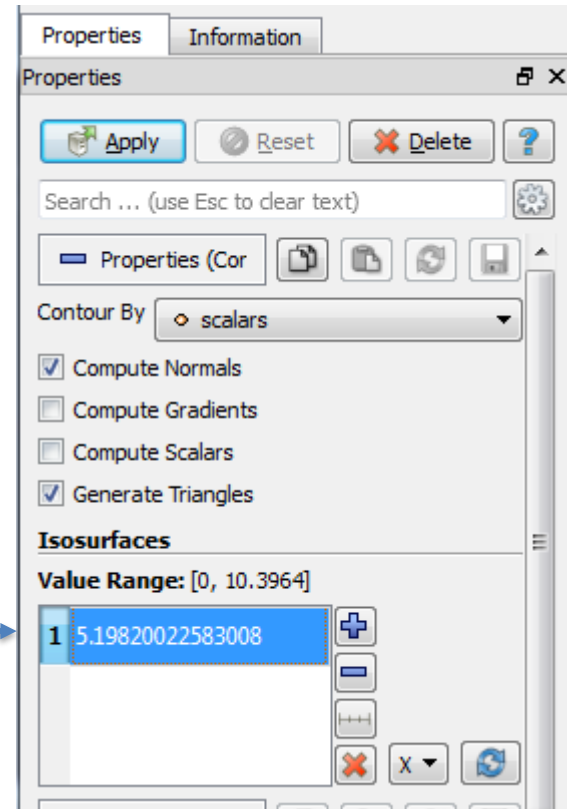 Properties Information
Properties
Apply Reset Delete ?
Search ... (use Esc to clear text)
Properties (Cor
Contour By scalars
Compute Normals
Compute Gradients
Compute Scalars
Generate Triangles
Isosurfaces
Value Range: [0, 10.3964]
1 5.19820022583008
X